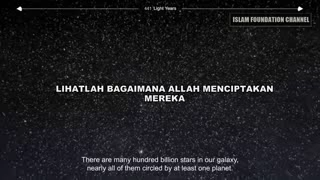 441 Light Years
ISLAM FOUNDATION CHANNEL
LIHATLAH BAGAIMANA ALLAH MENCIPTAKAN
MEREKA
There are many hundred billion stars in our galaxy,
nearly all of them circled by at least one planet.